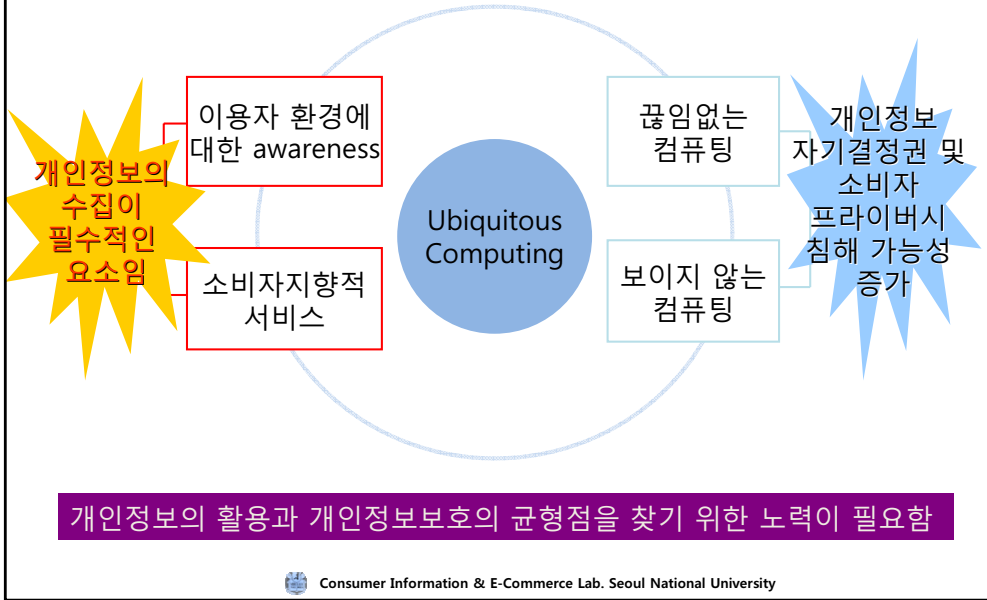 개인정보의
수집이
필수적인
요소임
이용자 환경에
대한 awareness
소비자지향적
서비스
Ubiquitous
Computing
끊임없는
컴퓨팅
보이지 않는
컴퓨팅
개인정보
자기결정권 및
소비자
프라이버시
침해 가능성
증가
개인정보의 활용과 개인정보보호의 균형점을 찾기 위한 노력이 필요함
Consumer Information & E-Commerce Lab. Seoul National University